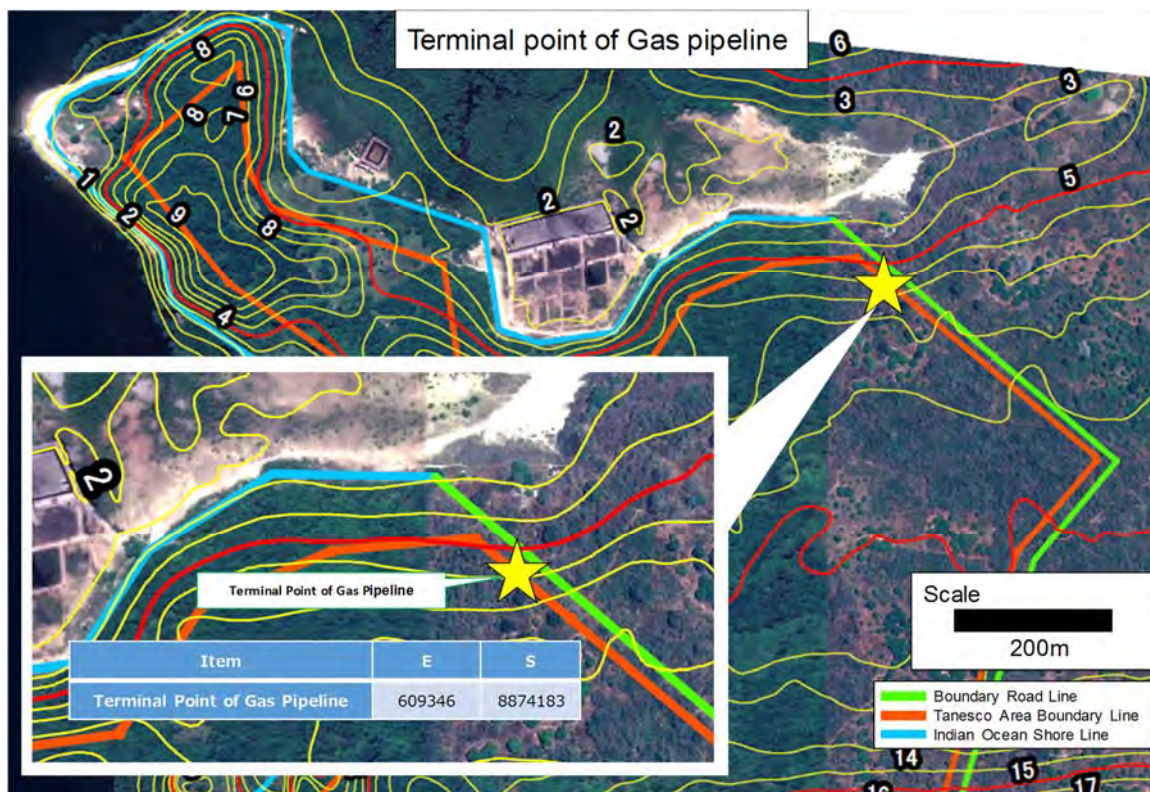 Terminal point of Gas pipeline
6
3
3
8
6
7
8
2
5
1
2
2
2
9
8
4
2
Terminal Point of Gas Pipeline
Item E S
Terminal Point of Gas Pipeline 609346 8874183
Scale
200m
Boundary Road Line
Tanesco Area Boundary Line
Indian Ocean Shore Line
14
15
17